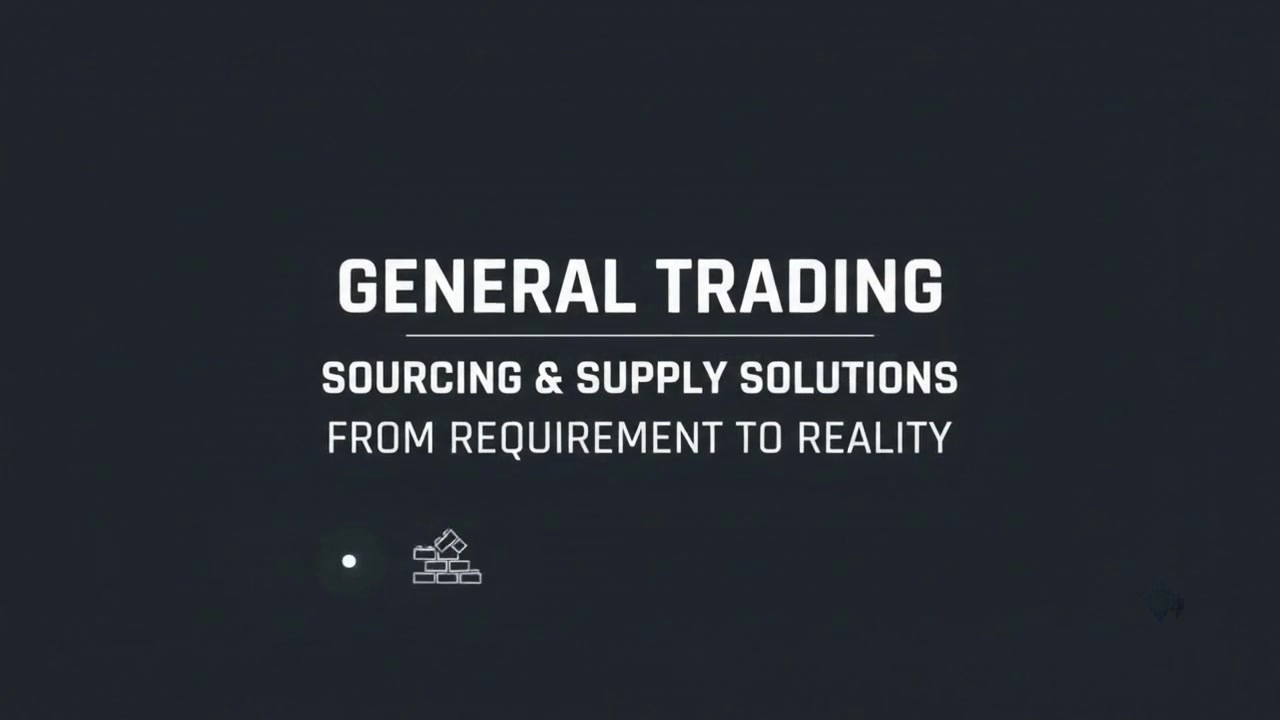 GENERAL TRADING
SOURCING & SUPPLY SOLUTIONS
FROM REQUIREMENT TO REALITY